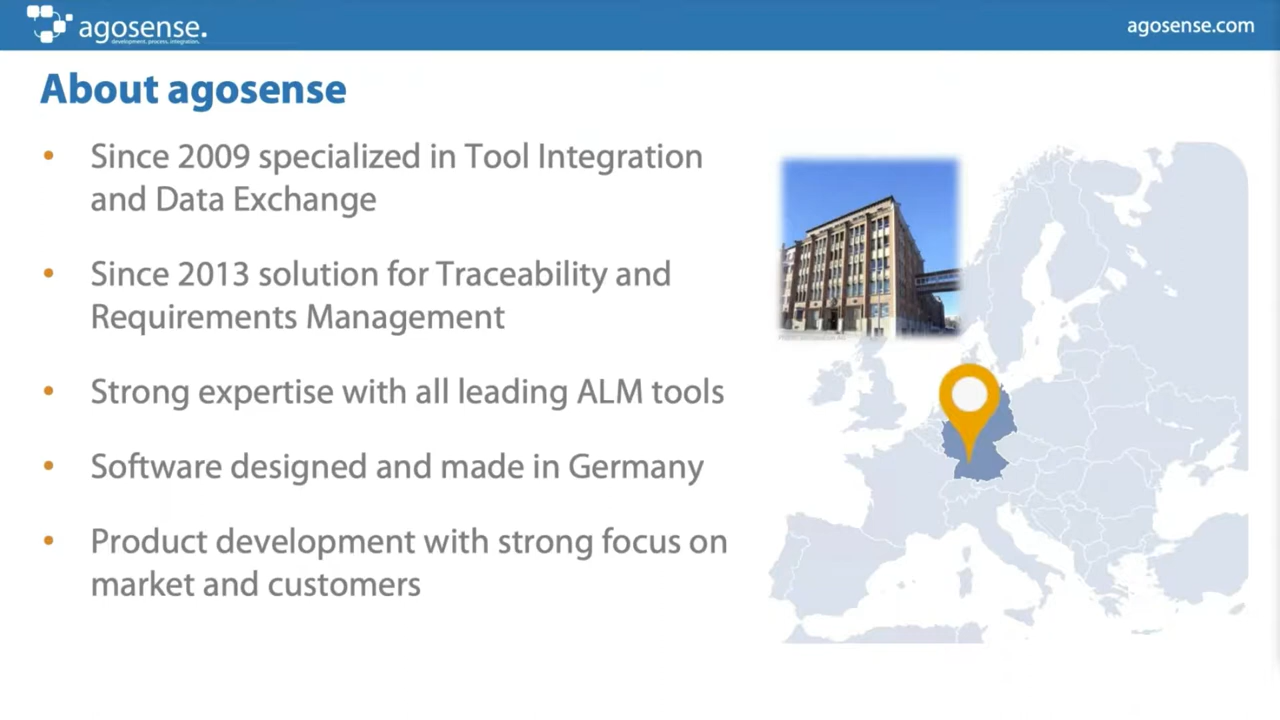 agosense.
development. process. integration.
agosense.com
About agosense
• Since 2009 specialized in Tool Integration
and Data Exchange
• Since 2013 solution for Traceability and
Requirements Management
• Strong expertise with all leading ALM tools
• Software designed and made in Germany
• Product development with strong focus on
market and customers